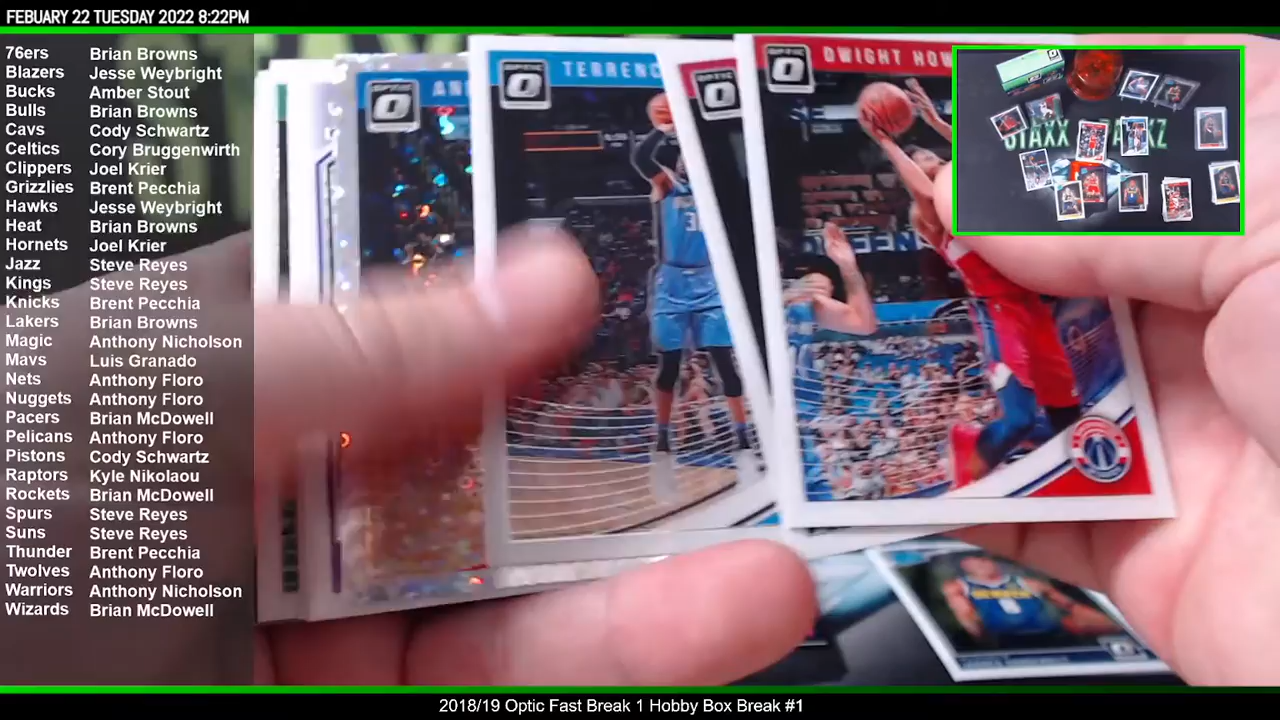 FEBUARY 22 TUESDAY 2022 8:22PM
76ers Brian Browns
Blazers Jesse Weybright
Bucks Amber Stout
Bulls Brian Browns
Cavs Cody Schwartz
Celtics Cory Bruggenwirth
Clippers Joel Krier
Grizzlies Brent Pecchia
Hawks Jesse Weybright
Heat Brian Browns
Hornets Joel Krier
Jazz Steve Reyes
Kings Steve Reyes
Knicks Brent Pecchia
Lakers Brian Browns
Magic Anthony Nicholson
Mavs Luis Granado
Nets Anthony Floro
Nuggets Anthony Floro
Pacers Brian McDowell
Pelicans Anthony Floro
Pistons Cody Schwartz
Raptors Kyle Nikolaou
Rockets Brian McDowell
Spurs Steve Reyes
Suns Steve Reyes
Thunder Brent Pecchia
Twolves Anthony Floro
Warriors Anthony Nicholson
Wizards Brian McDowell
OPTIC AN
OPTIC TERRENC
OPTIC
OPTIC DWIGHT HOW
2018/19 Optic Fast Break 1 Hobby Box Break #1